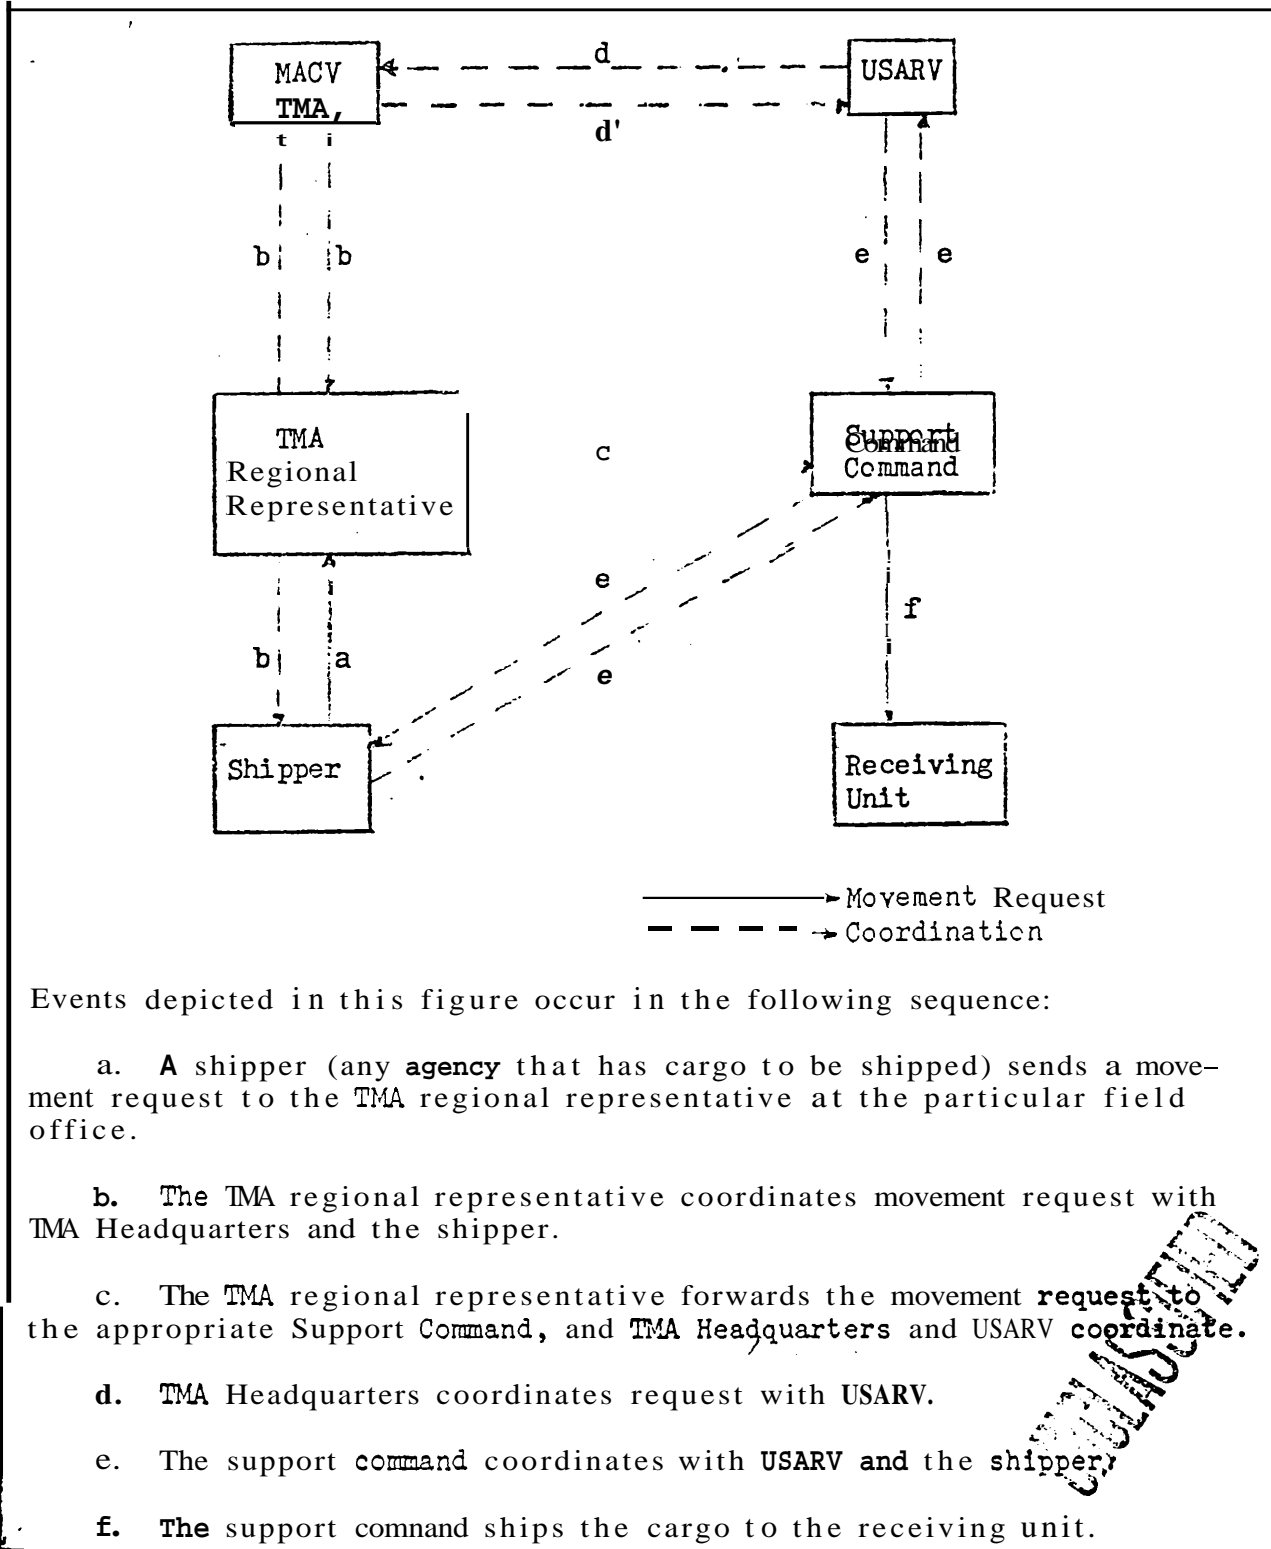 MACV
TMA,
d
d'
USARV
b
b
e
e
TMA
Regional
Representative
c
Support
Command
Command
e
e
b
a
f
Shipper
Receiving
Unit
Movement Request
Coordination
Events depicted in this figure occur in the following sequence:
a. A shipper (any agency that has cargo to be shipped) sends a move-
ment request to the TMA regional representative at the particular field
office.
b. The TMA regional representative coordinates movement request with
TMA Headquarters and the shipper.
c. The TMA regional representative forwards the movement request to
the appropriate Support Command, and TMA Headquarters and USARV coordinate.
d. TMA Headquarters coordinates request with USARV.
e. The support command coordinates with USARV and the shipper.
f. The support comnand ships the cargo to the receiving unit.
UNCLASSIFIED